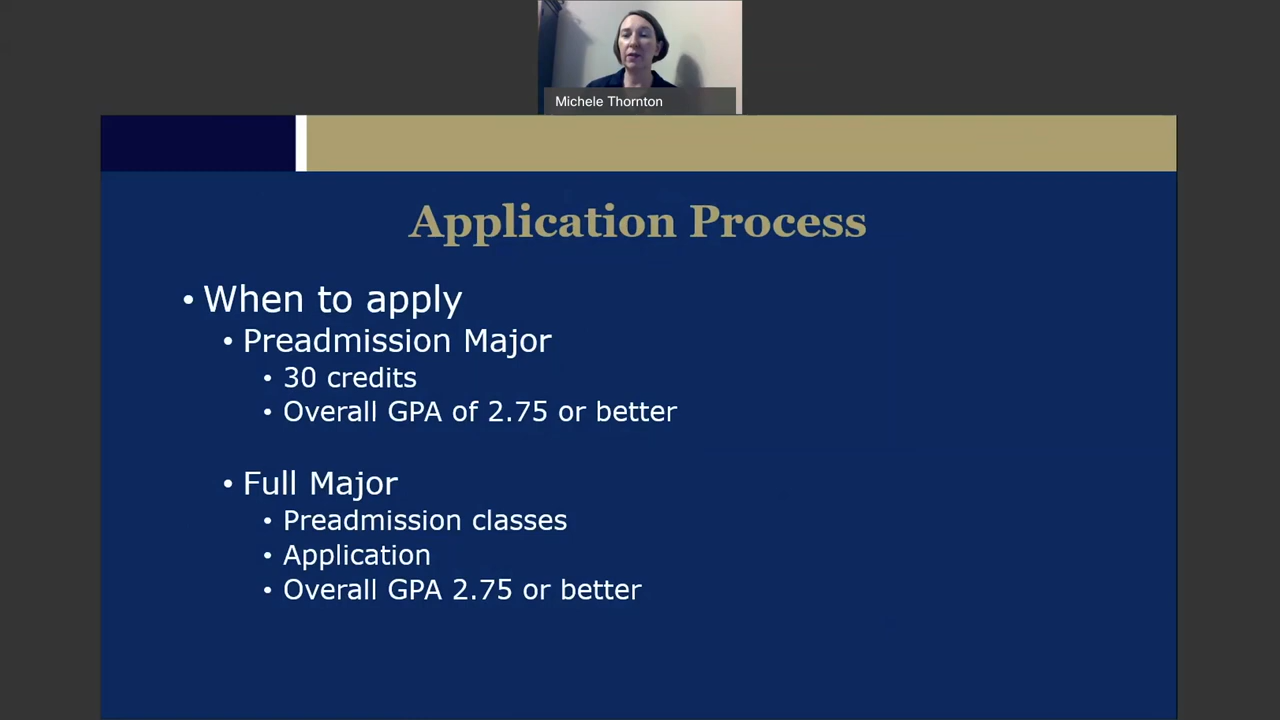 Michele Thornton
Application Process
• When to apply
• Preadmission Major
• 30 credits
• Overall GPA of 2.75 or better
• Full Major
• Preadmission classes
• Application
• Overall GPA 2.75 or better